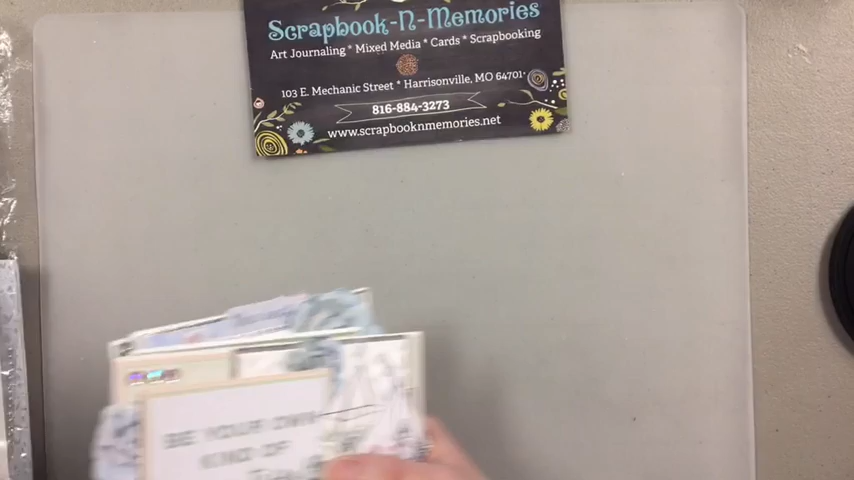 Scrapbook-N-Memories
Art Journaling * Mixed Media * Cards * Scrapbooking
103 E. Mechanic Street * Harrisonville, MO 64701
816-884-3273
www.scrapbooknmemories.net
BE YOUR OWN
KIND OF